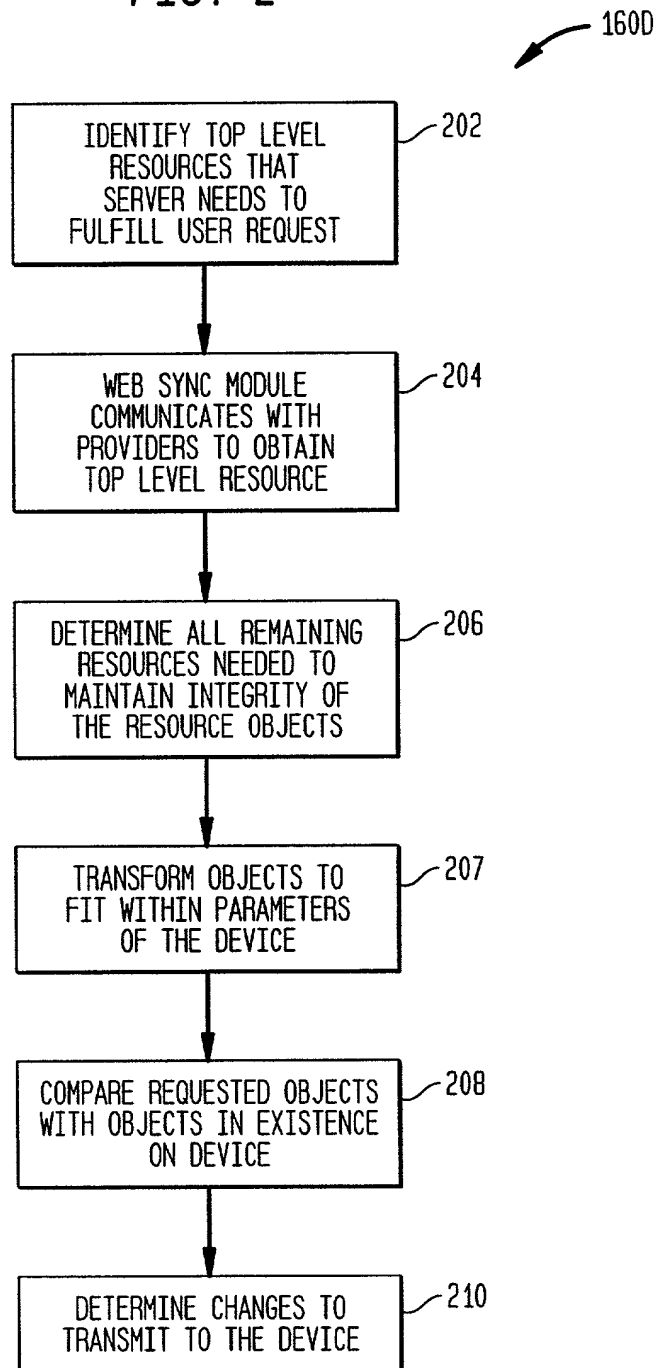 FIG. 2
160D
IDENTIFY TOP LEVEL
RESOURCES THAT
SERVER NEEDS TO
FULFILL USER REQUEST
202
WEB SYNC MODULE
COMMUNICATES WITH
PROVIDERS TO OBTAIN
TOP LEVEL RESOURCE
204
DETERMINE ALL REMAINING
RESOURCES NEEDED TO
MAINTAIN INTEGRITY OF
THE RESOURCE OBJECTS
206
TRANSFORM OBJECTS TO
FIT WITHIN PARAMETERS
OF THE DEVICE
207
COMPARE REQUESTED OBJECTS
WITH OBJECTS IN EXISTENCE
ON DEVICE
208
DETERMINE CHANGES TO
TRANSMIT TO THE DEVICE
210